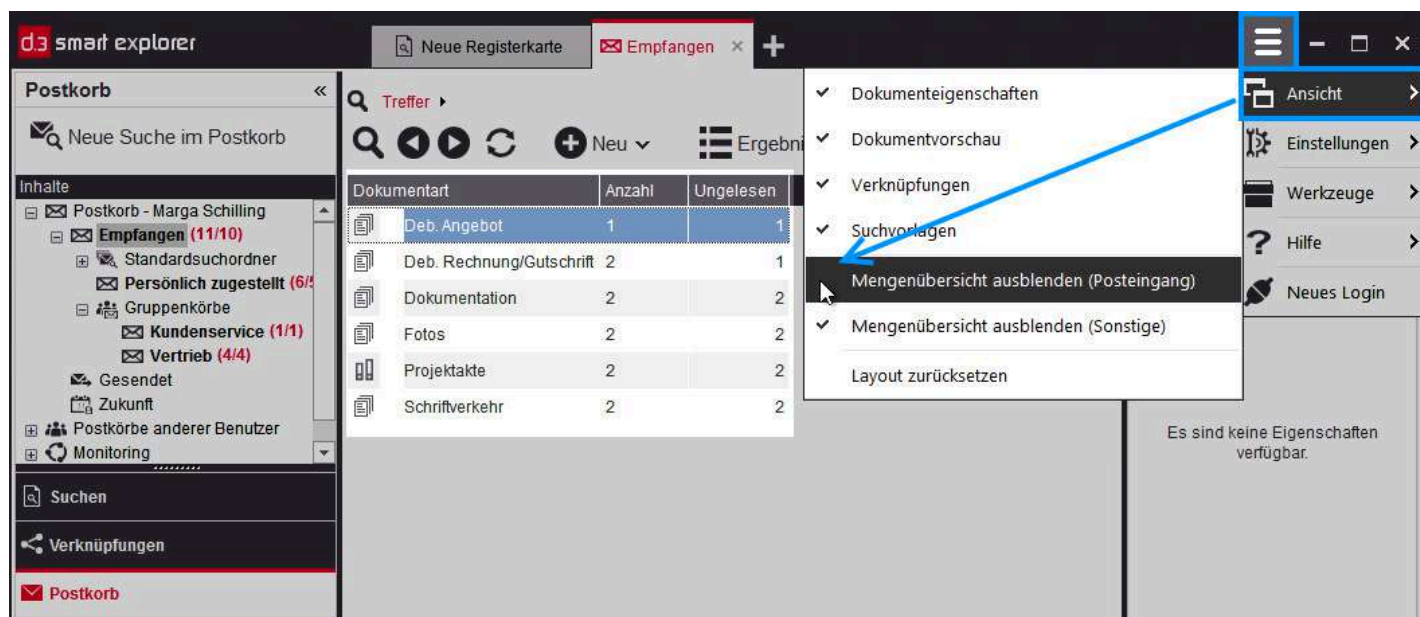 d.3 smart explorer
Neue Registerkarte
Empfangen
Postkorb
Neue Suche im Postkorb
Inhalte
Postkorb - Marga Schilling
Empfangen (11/10)
Standardsuchordner
Persönlich zugestellt (6/
Gruppenkörbe
Kundenservice (1/1)
Vertrieb (4/4)
Gesendet
Zukunft
Postkörbe anderer Benutzer
Monitoring
Suchen
Verknüpfungen
Postkorb
Treffer
Neu
Ergebni
Dokumentart Anzahl Ungelesen
Deb. Angebot 1 1
Deb. Rechnung/Gutschrift 2 1
Dokumentation 2 2
Fotos 2 2
Projektakte 2 2
Schriftverkehr 2 2
Dokumenteigenschaften
Dokumentvorschau
Verknüpfungen
Suchvorlagen
Mengenübersicht ausblenden (Posteingang)
Mengenübersicht ausblenden (Sonstige)
Layout zurücksetzen
Ansicht
Einstellungen
Werkzeuge
Hilfe
Neues Login
Es sind keine Eigenschaften
verfügbar.